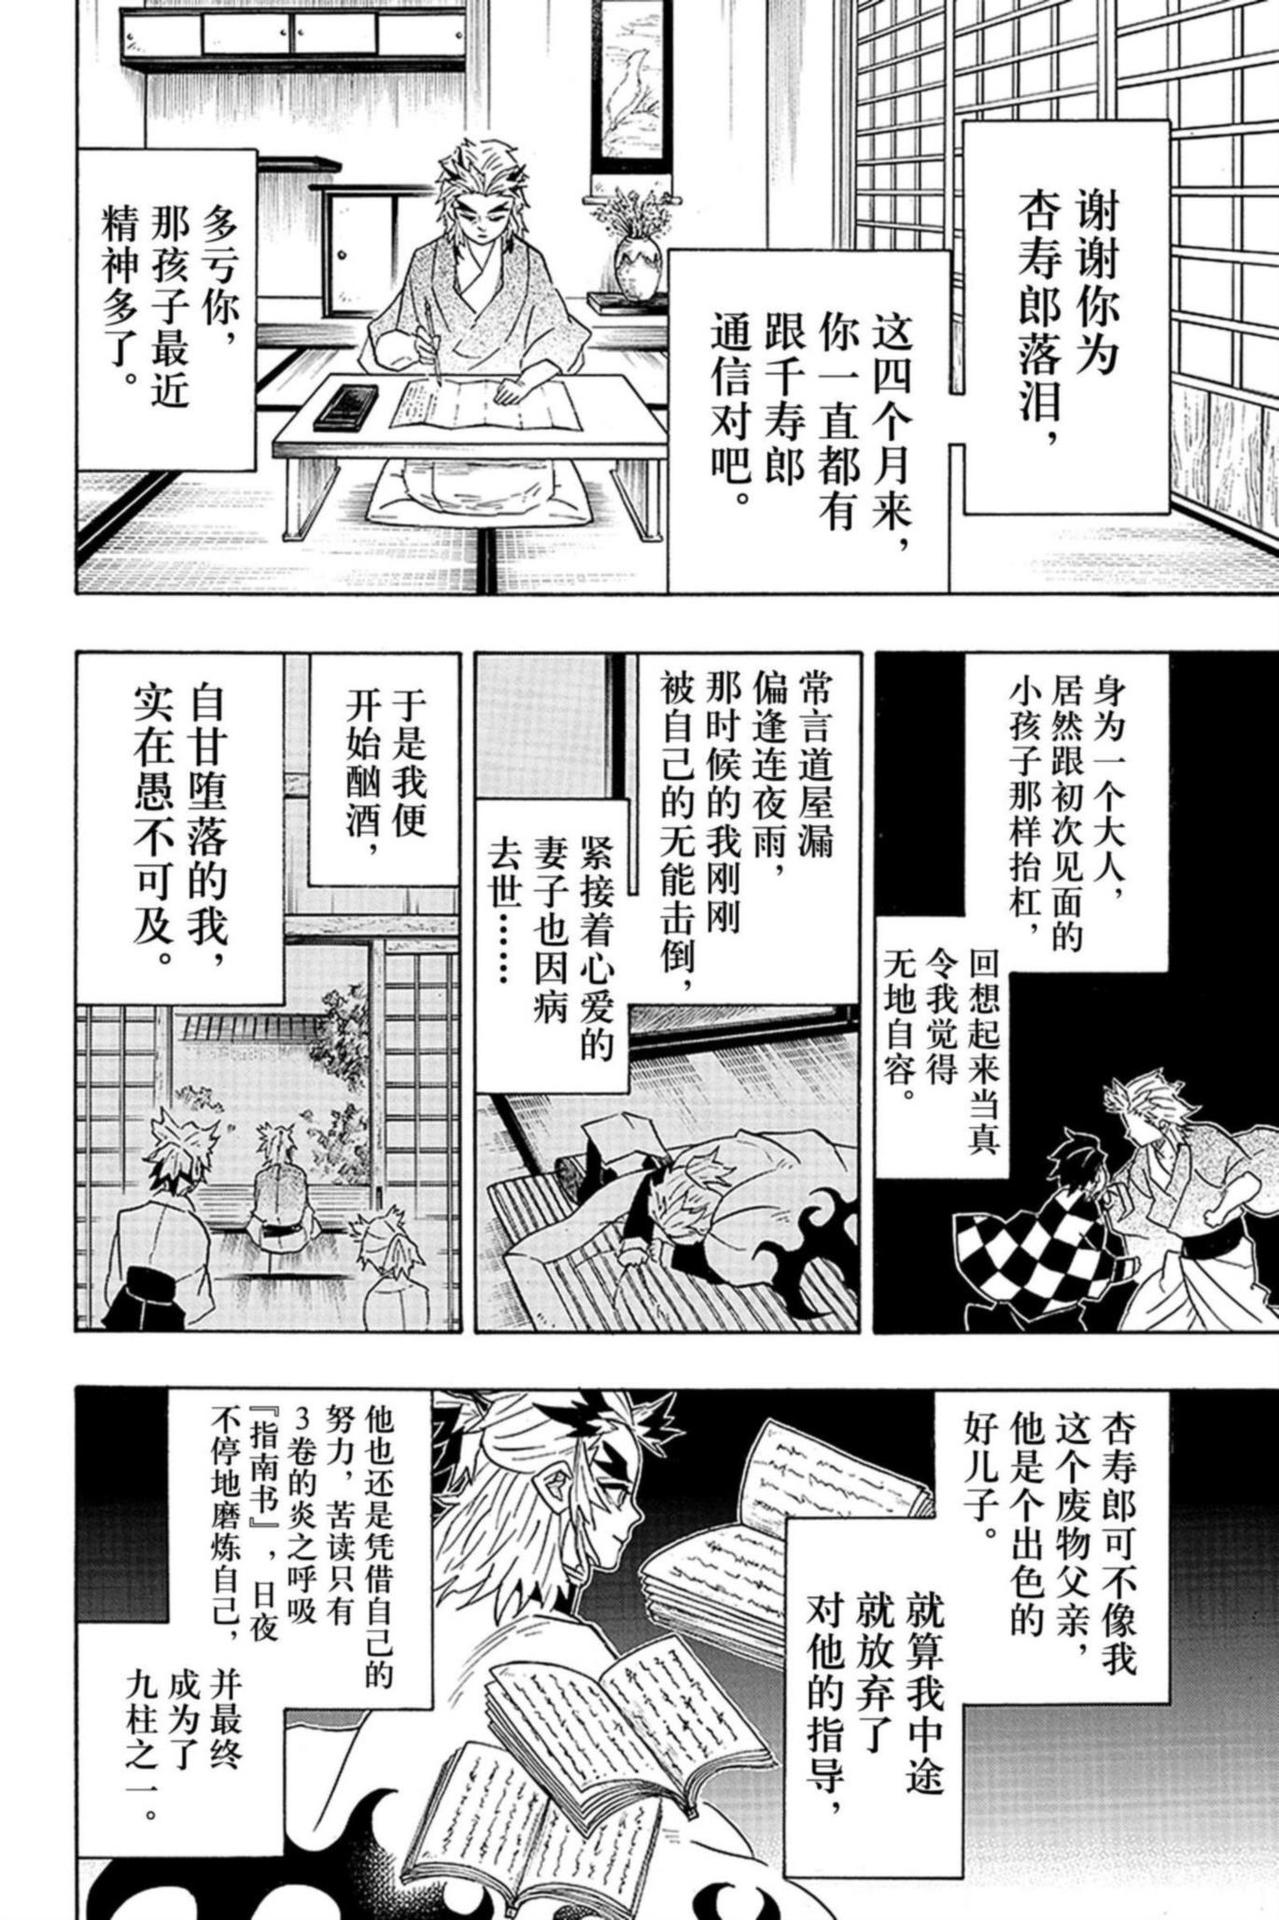 谢谢你为
杏寿郎落泪，
这四个月来，
你一直都有
跟千寿郎
通信对吧。
多亏你，
那孩子最近
精神多了。
身为一个大人，
居然跟初次见面的
小孩子那样抬杠，
回想起来当真
令我觉得
无地自容。
常言道屋漏
偏逢连夜雨，
那时候的我刚刚
被自己的无能击倒，
紧接着心爱的
妻子也因病
去世……
于是我便
开始酗酒，
自甘堕落的我，
实在愚不可及。
杏寿郎可不像我
这个废物父亲，
他是个出色的
好儿子。
就算我中途
就放弃了
对他的指导，
他也还是凭借自己的
努力，苦读只有
3卷的炎之呼吸
『指南书』，日夜
不停地磨炼自己，
并最终
成为了
九柱之一。